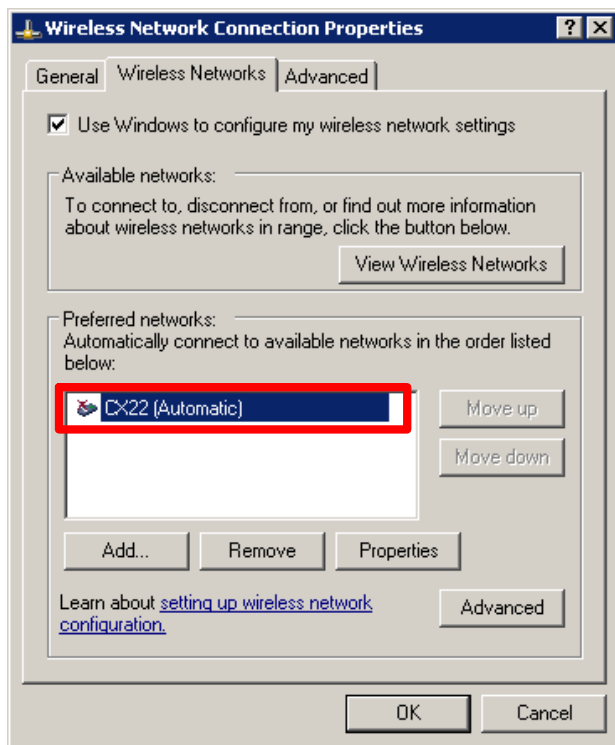 Wireless Network Connection Properties
General
Wireless Networks
Advanced
Use Windows to configure my wireless network settings
Available networks:
To connect to, disconnect from, or find out more information
about wireless networks in range, click the button below.
View Wireless Networks
Preferred networks:
Automatically connect to available networks in the order listed
below:
CX22 (Automatic)
Move up
Move down
Add...
Remove
Properties
Learn about setting up wireless network
configuration.
Advanced
OK
Cancel